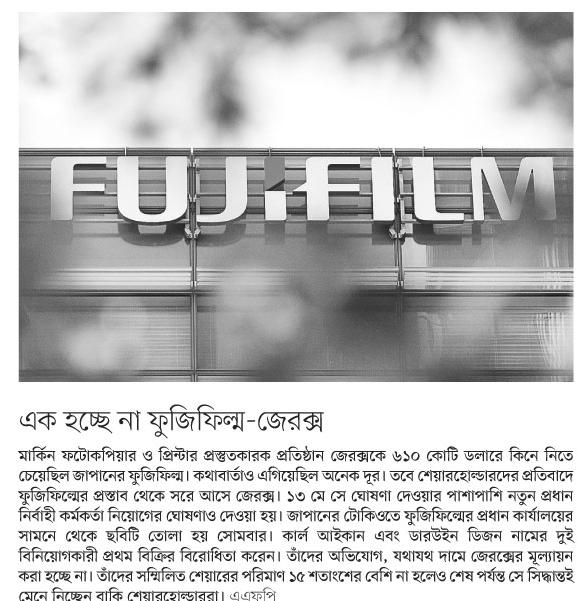 FUJIFILM
এক হচ্ছে না ফুজিফিল্ম-জেরক্স
মার্কিন ফটোকপিয়ার ও প্রিন্টার প্রস্তুতকারক প্রতিষ্ঠান জেরক্সকে ৬১০ কোটি ডলারে কিনে নিতে
চেয়েছিল জাপানের ফুজিফিল্ম। কথাবার্তাও এগিয়েছিল অনেক দূর। তবে শেয়ারহোল্ডারদের প্রতিবাদে
ফুজিফিল্মের প্রস্তাব থেকে সরে আসে জেরক্স। ১৩ মে সে ঘোষণা দেওয়ার পাশাপাশি নতুন প্রধান
নির্বাহী কর্মকর্তা নিয়োগের ঘোষণাও দেওয়া হয়। জাপানের টোকিওতে ফুজিফিল্মের প্রধান কার্যালয়ের
সামনে থেকে ছবিটি তোলা হয় সোমবার। কার্ল আইকান এবং ডারউইন ডিজন নামের দুই
বিনিয়োগকারী প্রথম বিক্রির বিরোধিতা করেন। তাঁদের অভিযোগ, যথাযথ দামে জেরক্সের মূল্যায়ন
করা হচ্ছে না। তাঁদের সম্মিলিত শেয়ারের পরিমাণ ১৫ শতাংশের বেশি না হলেও শেষ পর্যন্ত সে সিদ্ধান্তই
মেনে নিচ্ছেন বাকি শেয়ারহোল্ডাররা। এএফপি